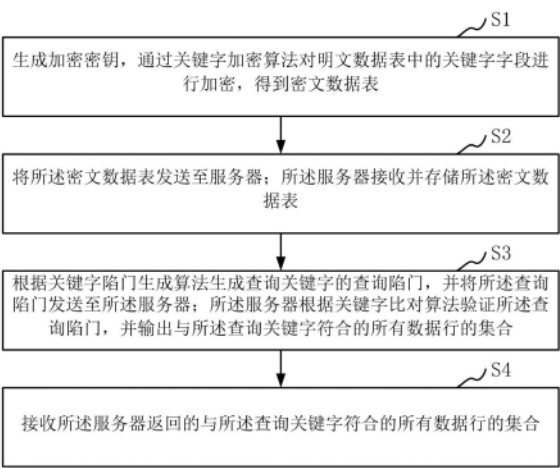 S1
生成加密密钥，通过关键字加密算法对明文数据表中的关键字字段进
行加密，得到密文数据表
S2
将所述密文数据表发送至服务器；所述服务器接收并存储所述密文数
据表
S3
根据关键字陷门生成算法生成查询关键字的查询陷门，并将所述查询
陷门发送至所述服务器；所述服务器根据关键字比对算法验证所述查
询陷门，并输出与所述查询关键字符合的所有数据行的集合
S4
接收所述服务器返回的与所述查询关键字符合的所有数据行的集合